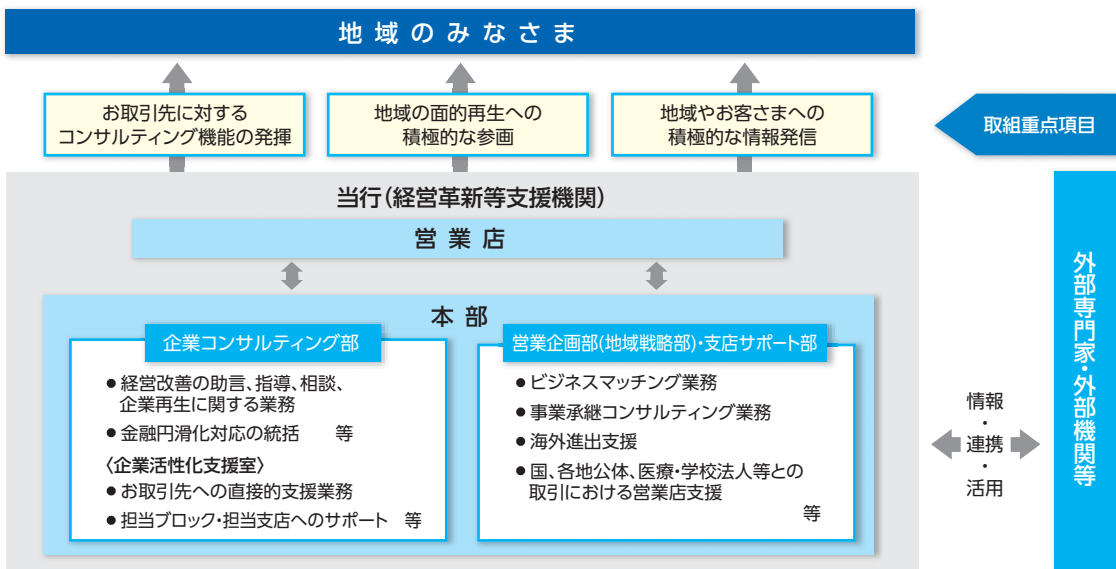 地域のみなさま
お取引先に対する
コンサルティング機能の発揮
地域の面的再生への
積極的な参画
地域やお客さまへの
積極的な情報発信
取組重点項目
当行(経営革新等支援機関)
営業店
本部
企業コンサルティング部
●経営改善の助言、指導、相談、
企業再生に関する業務
●金融円滑化対応の統括 等
〈企業活性化支援室〉
●お取引先への直接的支援業務
●担当ブロック・担当支店へのサポート 等
営業企画部(地域戦略部)・支店サポート部
●ビジネスマッチング業務
●事業承継コンサルティング業務
●海外進出支援
●国、各地公体、医療・学校法人等との
取引における営業店支援
等
情報
・
連携
・
活用
外部専門家・外部機関等